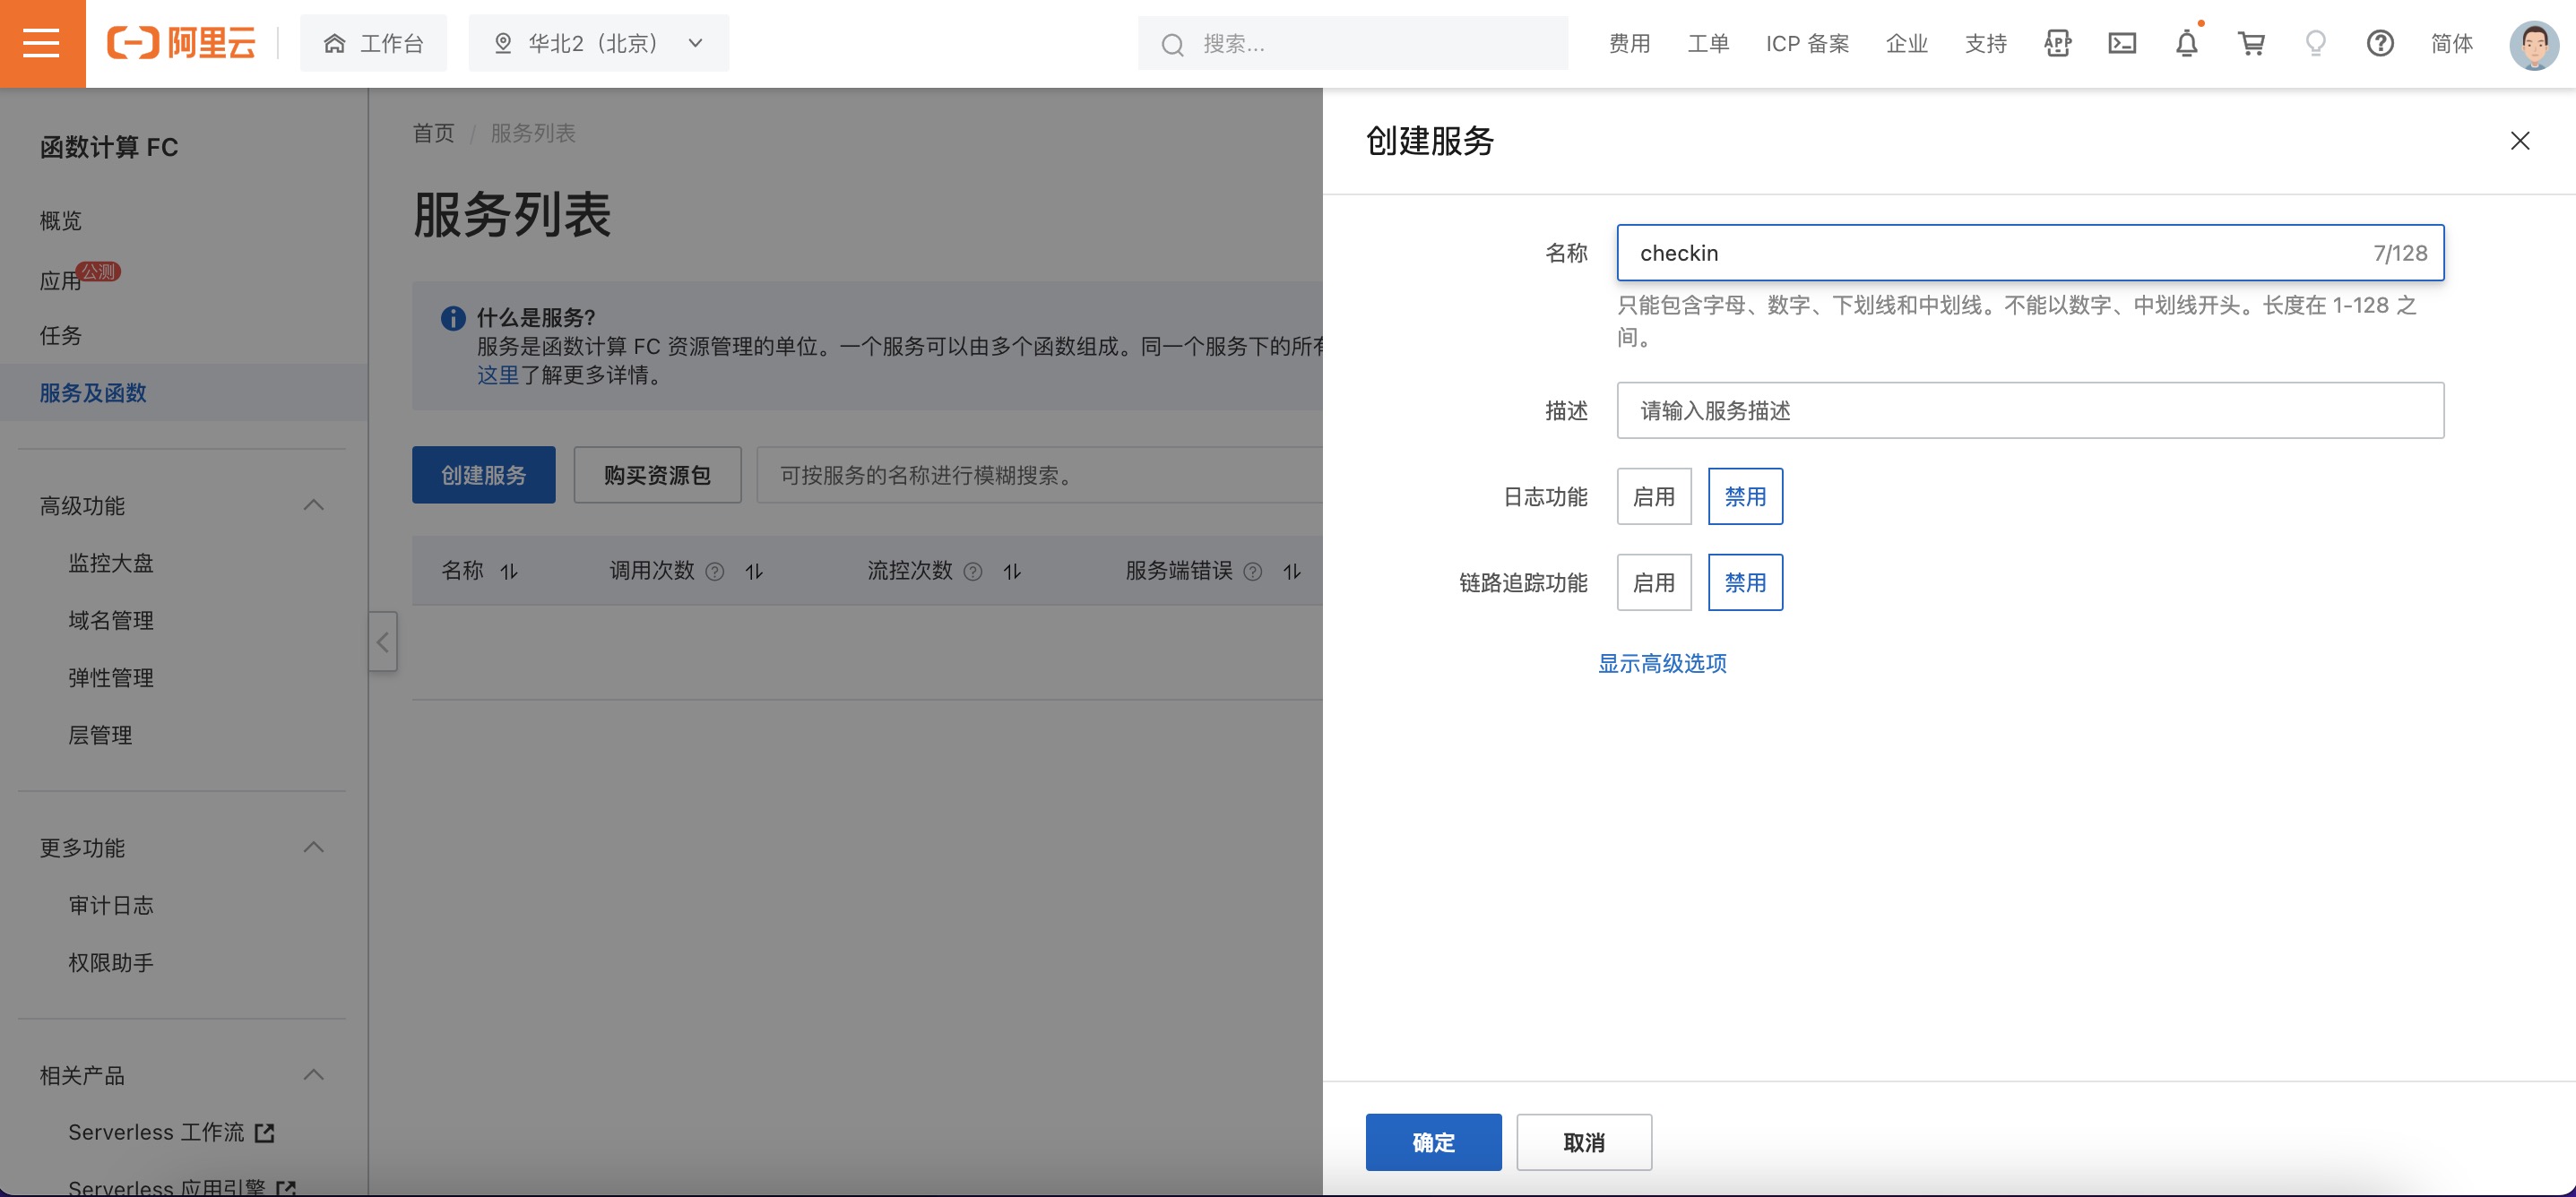 阿里云
工作台
华北2（北京）
搜索...
费用
工单
ICP 备案
企业
支持
APP
简体
函数计算 FC
概览
应用 公测
任务
服务及函数
高级功能
监控大盘
域名管理
弹性管理
层管理
更多功能
审计日志
权限助手
相关产品
Serverless 工作流
Serverless 应用引擎
首页 / 服务列表
服务列表
什么是服务?
服务是函数计算 FC 资源管理的单位。一个服务可以由多个函数组成。同一个服务下的所有
这里了解更多详情。
创建服务
购买资源包
可按服务的名称进行模糊搜索。
名称
调用次数
流控次数
服务端错误
创建服务
名称
checkin
7/128
只能包含字母、数字、下划线和中划线。不能以数字、中划线开头。长度在 1-128 之
间。
描述
请输入服务描述
日志功能
启用
禁用
链路追踪功能
启用
禁用
显示高级选项
确定
取消